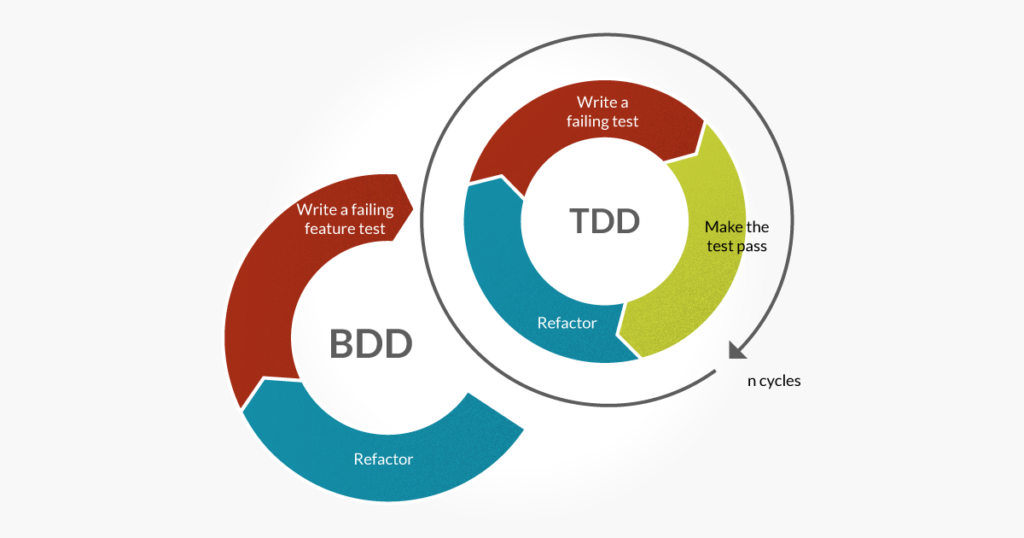 Write a
failing test
Write a failing
feature test
TDD
Make the
test pass
Refactor
BDD
n cycles
Refactor